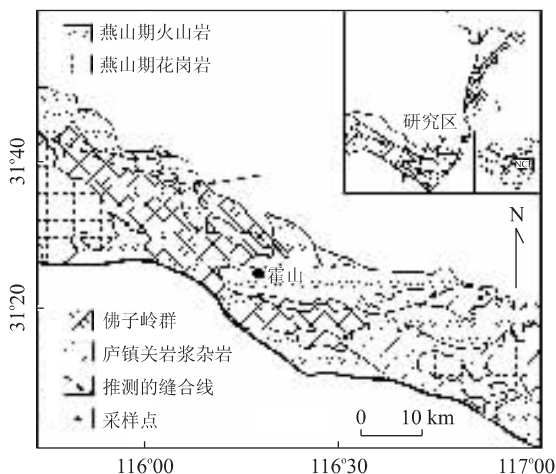 燕山期火山岩
燕山期花岗岩
研究区
NCB
31°40
N
霍山
31°20
佛子岭群
庐镇关岩浆杂岩
推测的缝合线
采样点
0 10 km
116°00
116°30
117°00